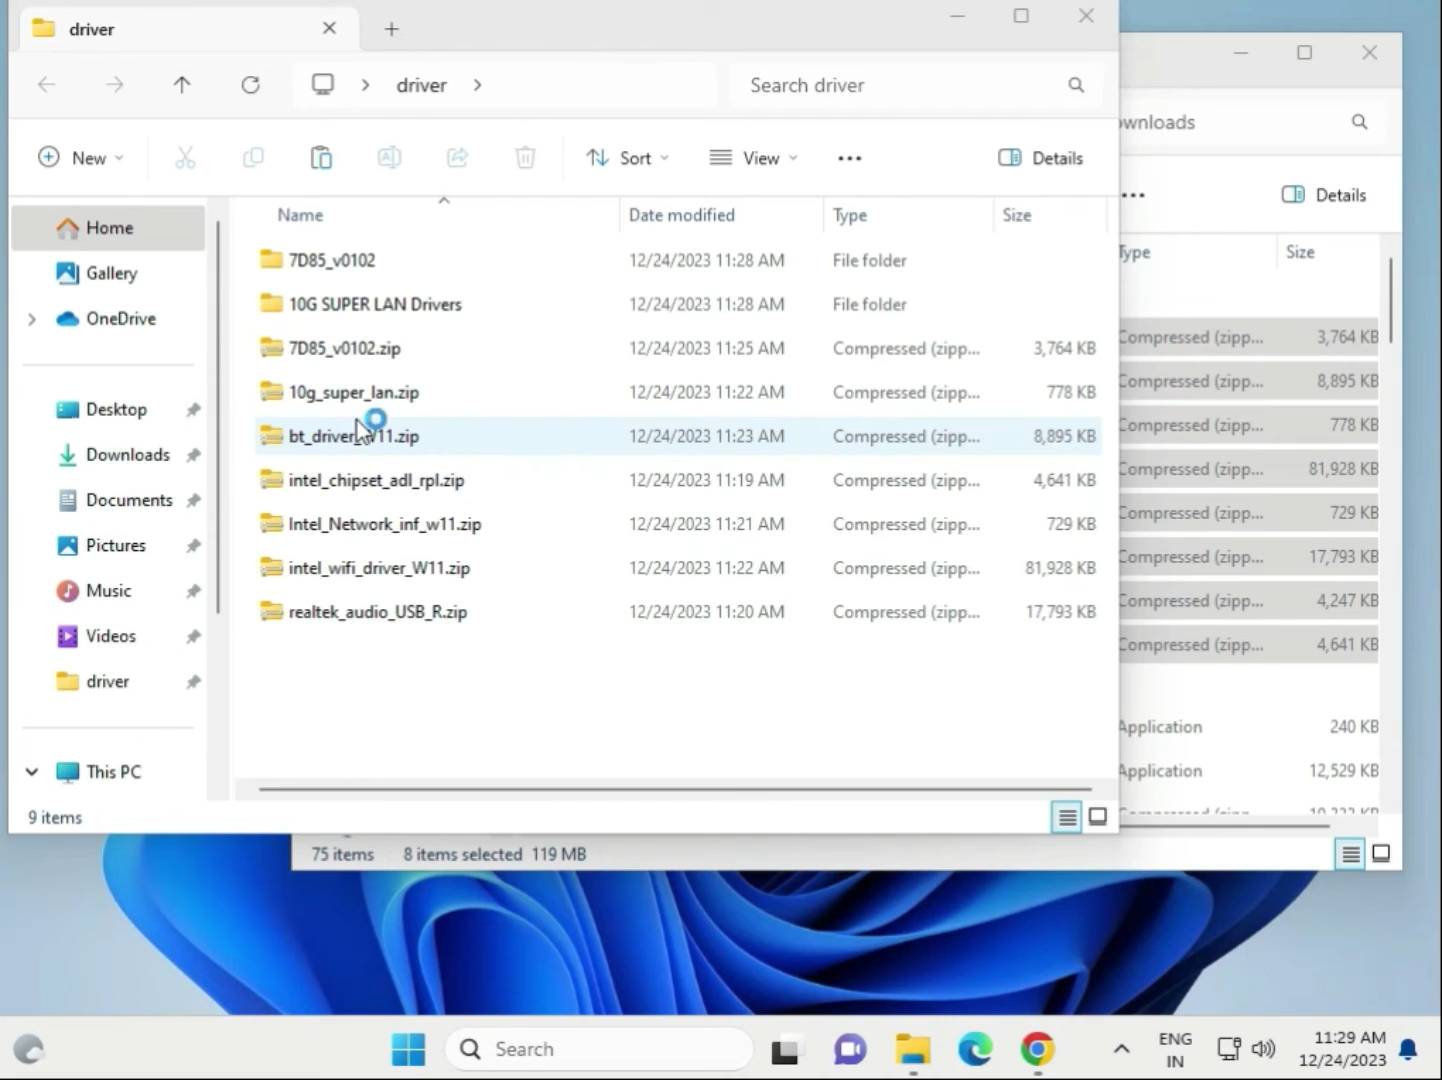 driver
driver
Search driver
New
Sort
View
Details
Name
Date modified
Type
Size
Home
Gallery
OneDrive
Desktop
Downloads
Documents
Pictures
Music
Videos
driver
This PC
7D85_v0102 12/24/2023 11:28 AM File folder
10G SUPER LAN Drivers 12/24/2023 11:28 AM File folder
7D85_v0102.zip 12/24/2023 11:25 AM Compressed (zipp... 3,764 KB
10g_super_lan.zip 12/24/2023 11:22 AM Compressed (zipp... 778 KB
bt_driver_W11.zip 12/24/2023 11:23 AM Compressed (zipp... 8,895 KB
intel_chipset_adl_rpl.zip 12/24/2023 11:19 AM Compressed (zipp... 4,641 KB
Intel_Network_inf_w11.zip 12/24/2023 11:21 AM Compressed (zipp... 729 KB
intel_wifi_driver_W11.zip 12/24/2023 11:22 AM Compressed (zipp... 81,928 KB
realtek_audio_USB_R.zip 12/24/2023 11:20 AM Compressed (zipp... 17,793 KB
9 items
ownloads
Details
Type
Size
Compressed (zipp... 3,764 KB
8,895 KB
Compressed (zipp... 778 KB
Compressed (zipp... 81,928 KB
Compressed (zipp... 729 KB
Compressed (zipp... 17,793 KB
Compressed (zipp... 4,247 KB
Compressed (zipp... 4,641 KB
Application 240 KB
Application 12,529 KB
75 items 8 items selected 119 MB
Search
ENG
IN
11:29 AM
12/24/2023